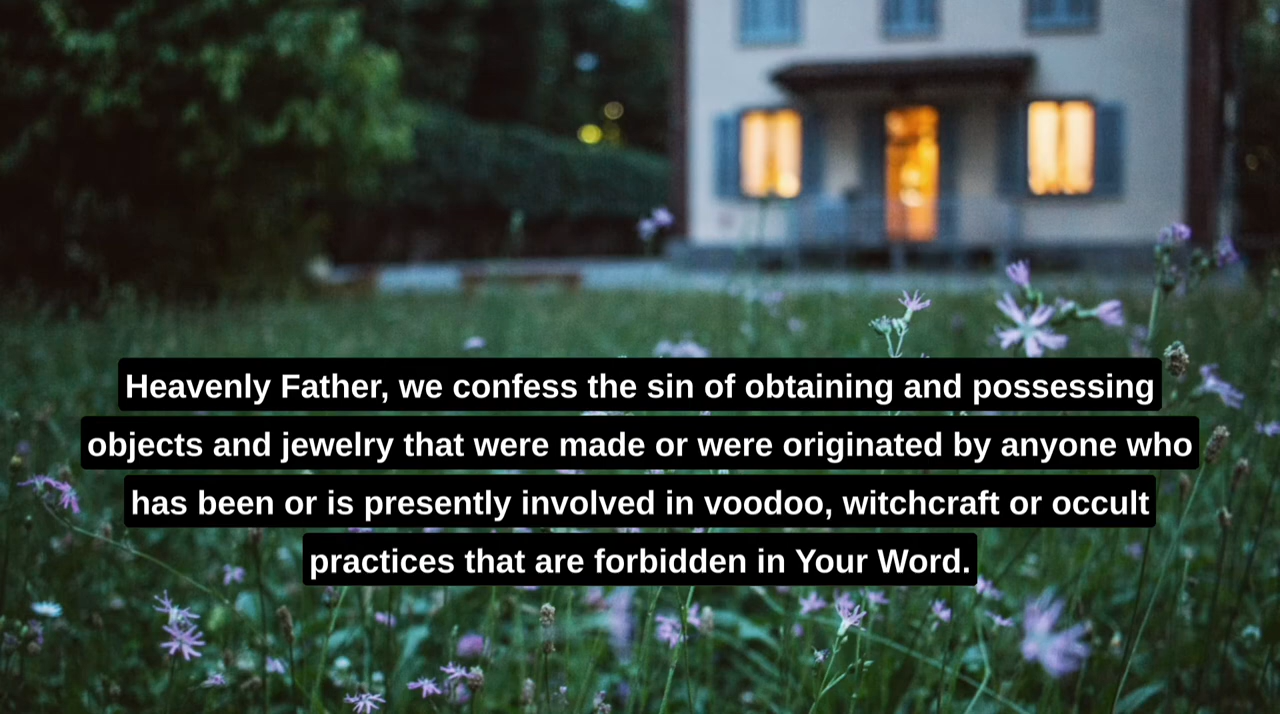 Heavenly Father, we confess the sin of obtaining and possessing
objects and jewelry that were made or were originated by anyone who
has been or is presently involved in voodoo, witchcraft or occult
practices that are forbidden in Your Word.